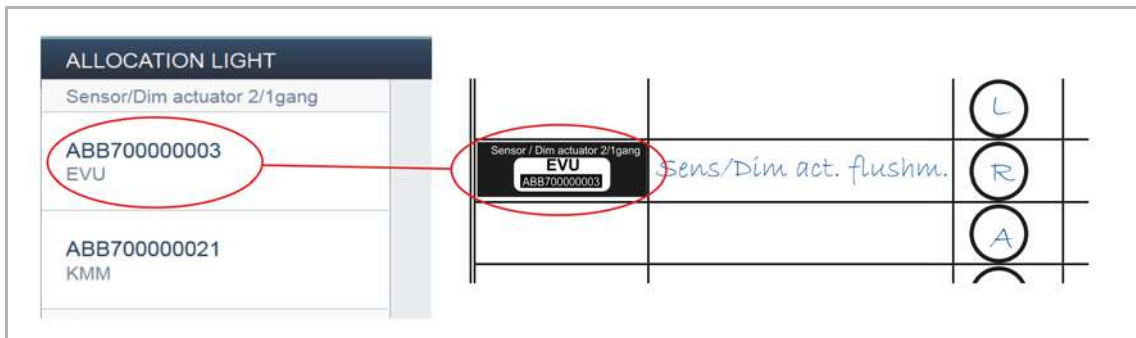 ALLOCATION LIGHT
Sensor/Dim actuator 2/1gang
ABB700000003
EVU
ABB700000021
KMM
L
Sensor / Dim actuator 2/1gang
EVU
ABB700000003
Sens/Dim act. flushm.
R
A